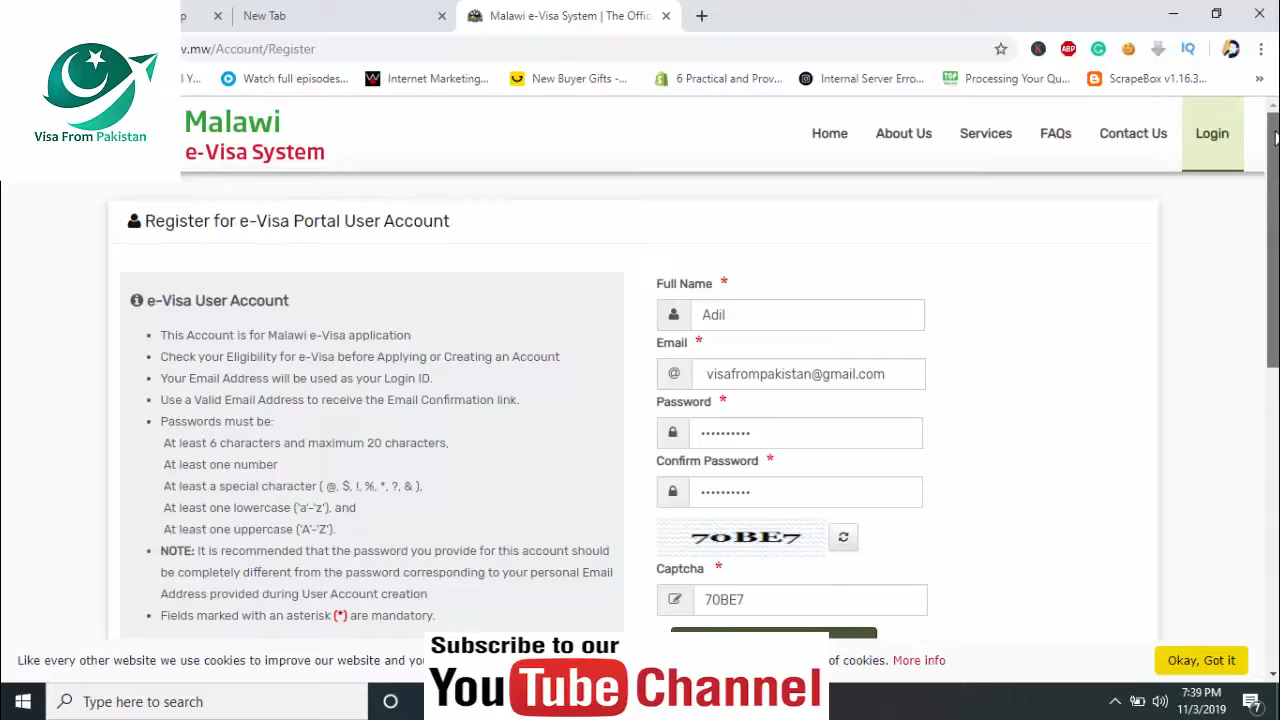 p
New Tab
Malawi e-Visa System | The Offic
v.mw/Account/Register
ABP
IQ
l Y...
Watch full episodes...
Internet Marketing...
New Buyer Gifts -...
6 Practical and Prov...
Internal Server Erro...
Processing Your Qu...
ScrapeBox v1.16.3...
Visa From Pakistan
Malawi
e-Visa System
Home
About Us
Services
FAQs
Contact Us
Login
Register for e-Visa Portal User Account
e-Visa User Account
• This Account is for Malawi e-Visa application
• Check your Eligibility for e-Visa before Applying or Creating an Account
• Your Email Address will be used as your Login ID.
• Use a Valid Email Address to receive the Email Confirmation link.
• Passwords must be:
At least 6 characters and maximum 20 characters,
At least one number
At least a special character ( @, $, !, %, *, ?, & ),
At least one lowercase ('a'-'z'), and
At least one uppercase ('A'-'Z').
• NOTE: It is recommended that the password you provide for this account should
be completely different from the password corresponding to your personal Email
Address provided during User Account creation
• Fields marked with an asterisk (*) are mandatory.
Full Name *
Adil
Email *
@ visafrompakistan@gmail.com
Password *
••••••••••
Confirm Password *
••••••••••
70BE7
Captcha *
70BE7
Like every other website we use cookies to improve our website and you
of cookies. More info
Okay, Got it
Subscribe to our
YouTube Channel
Type here to search
7:39 PM
11/3/2019
7